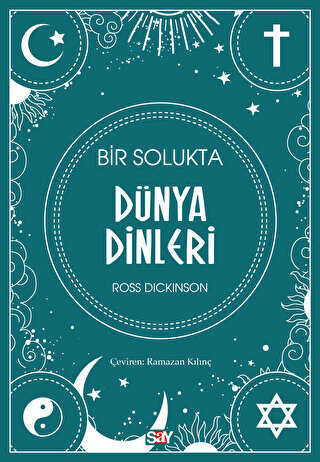 BİR SOLUKTA
DÜNYA
DİNLERİ
ROSS DICKINSON
Çeviren: Ramazan Kılınç
SAY